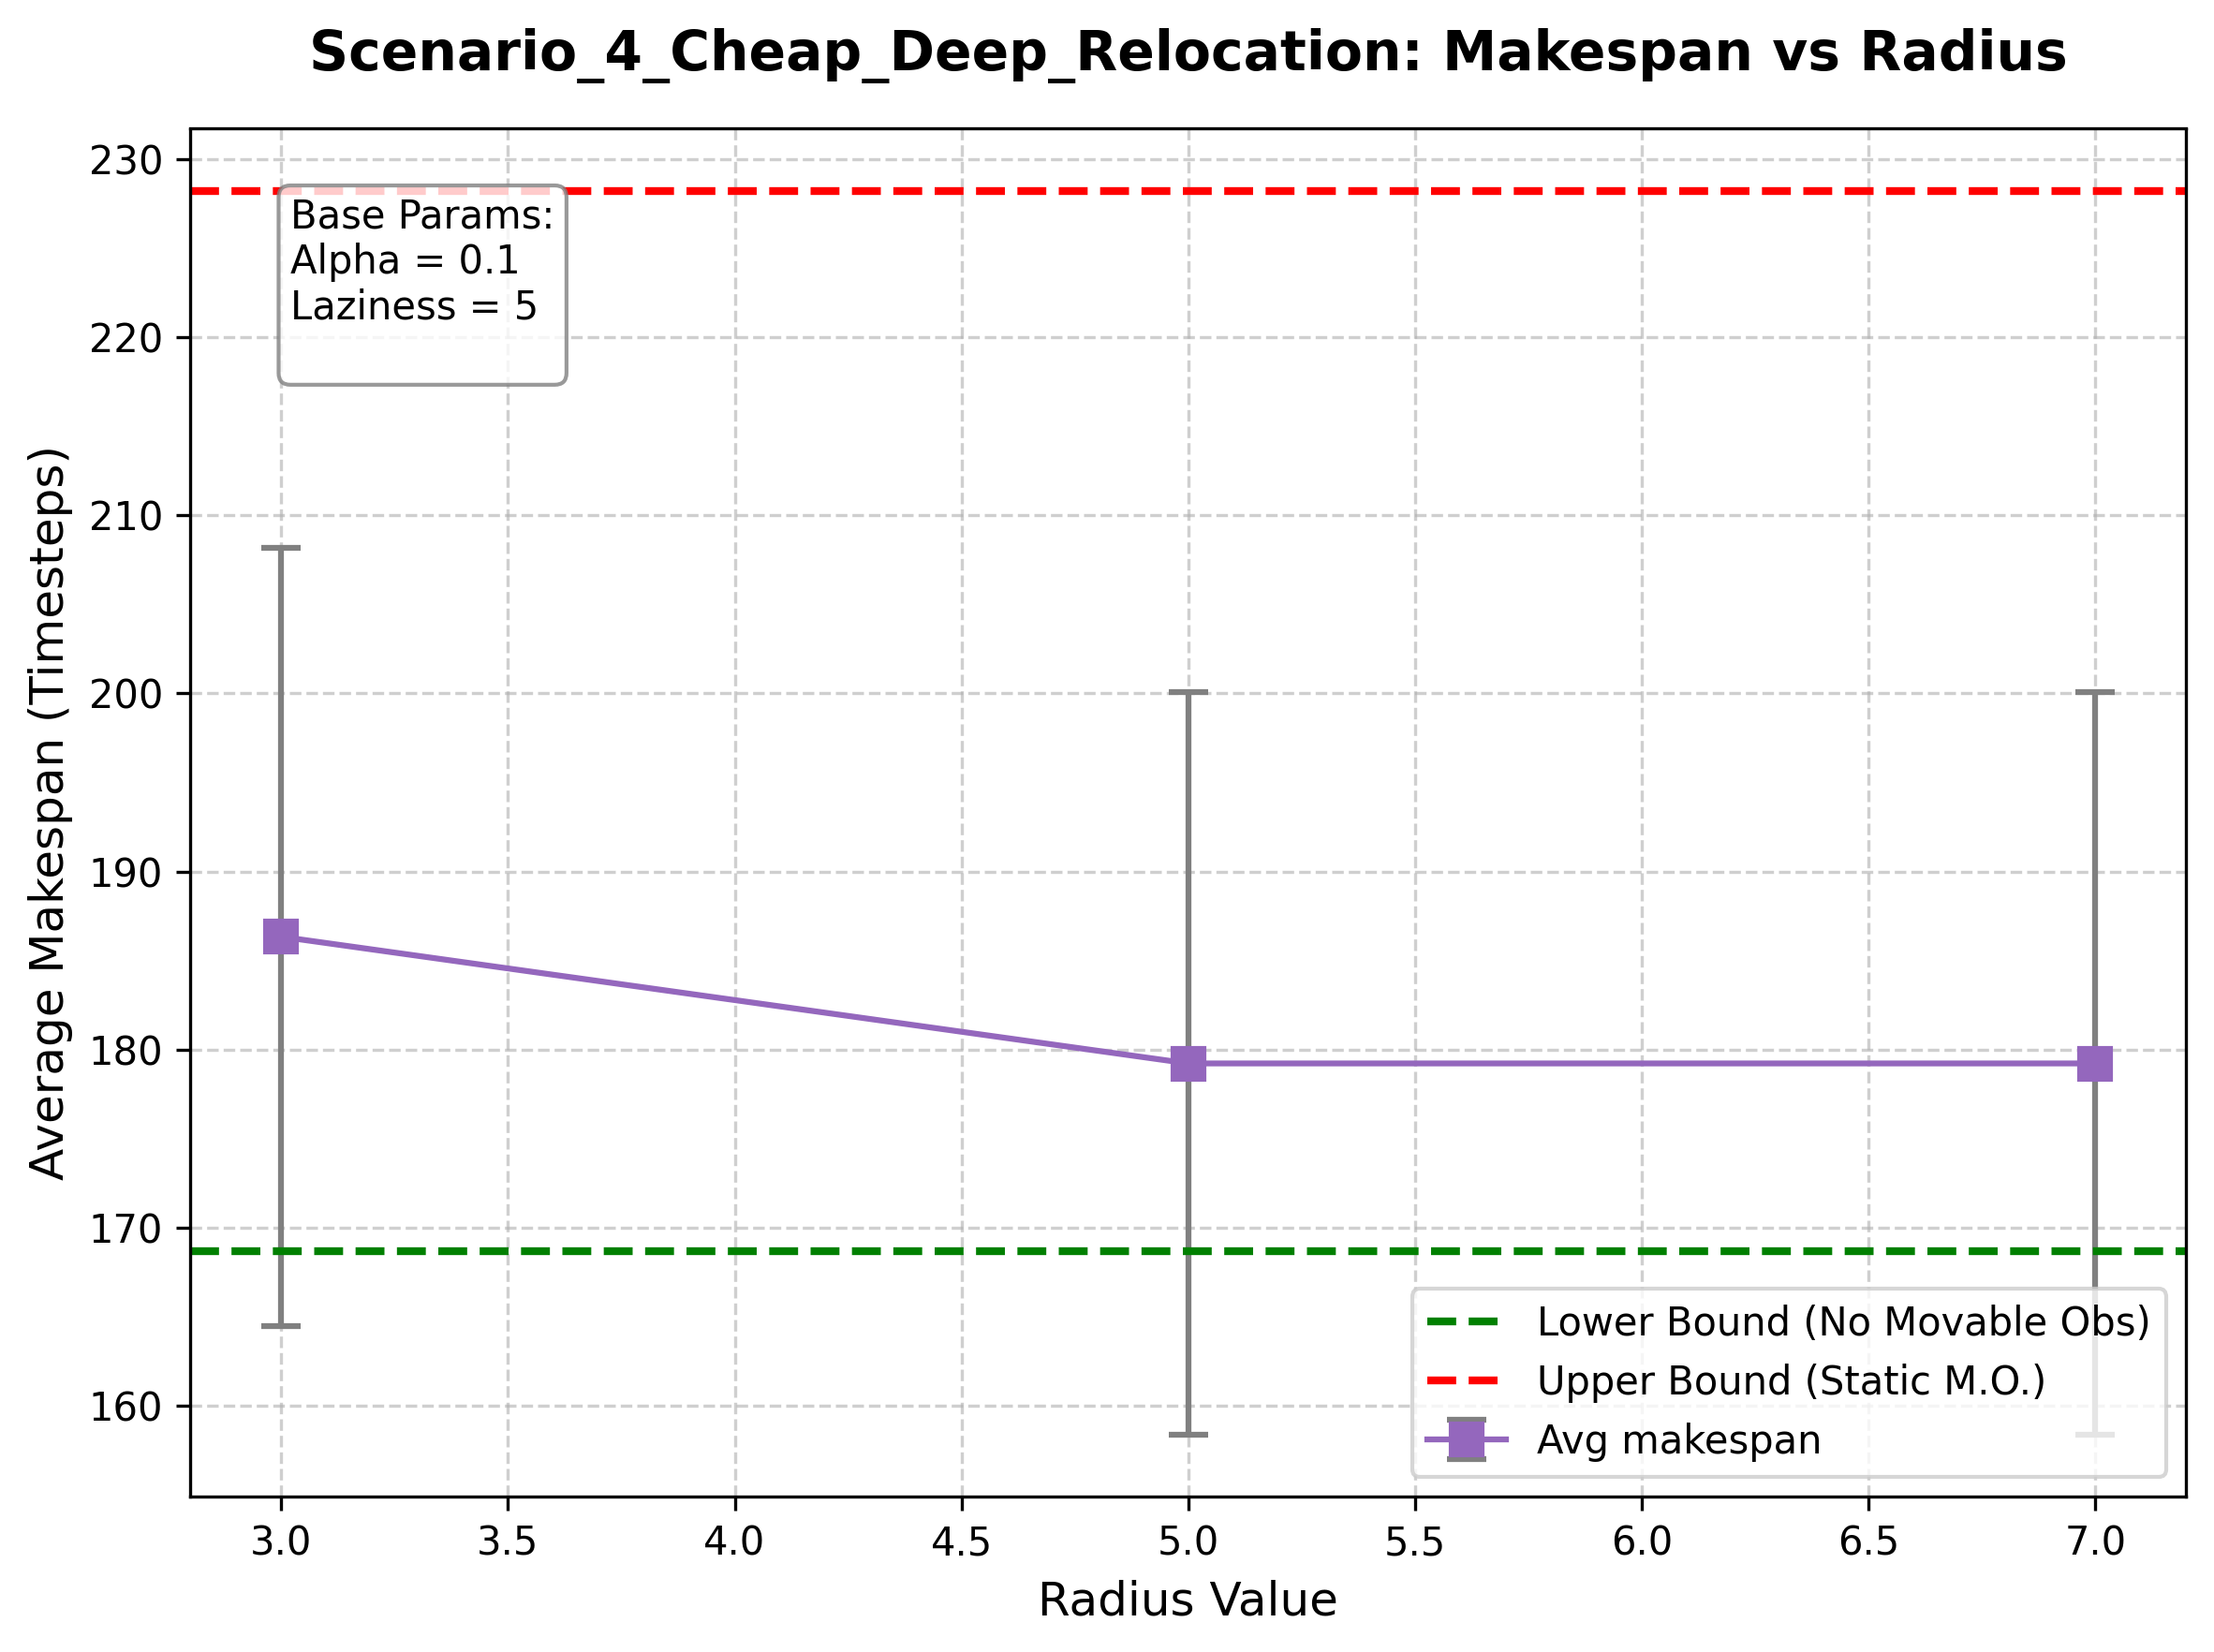 Scenario_4_Cheap_Deep_Relocation: Makespan vs Radius
Average Makespan (Timesteps)
230
220
210
200
190
180
170
160
Base Params:
Alpha = 0.1
Laziness = 5
Lower Bound (No Movable Obs)
Upper Bound (Static M.O.)
Avg makespan
3.0
3.5
4.0
4.5
5.0
5.5
6.0
6.5
7.0
Radius Value